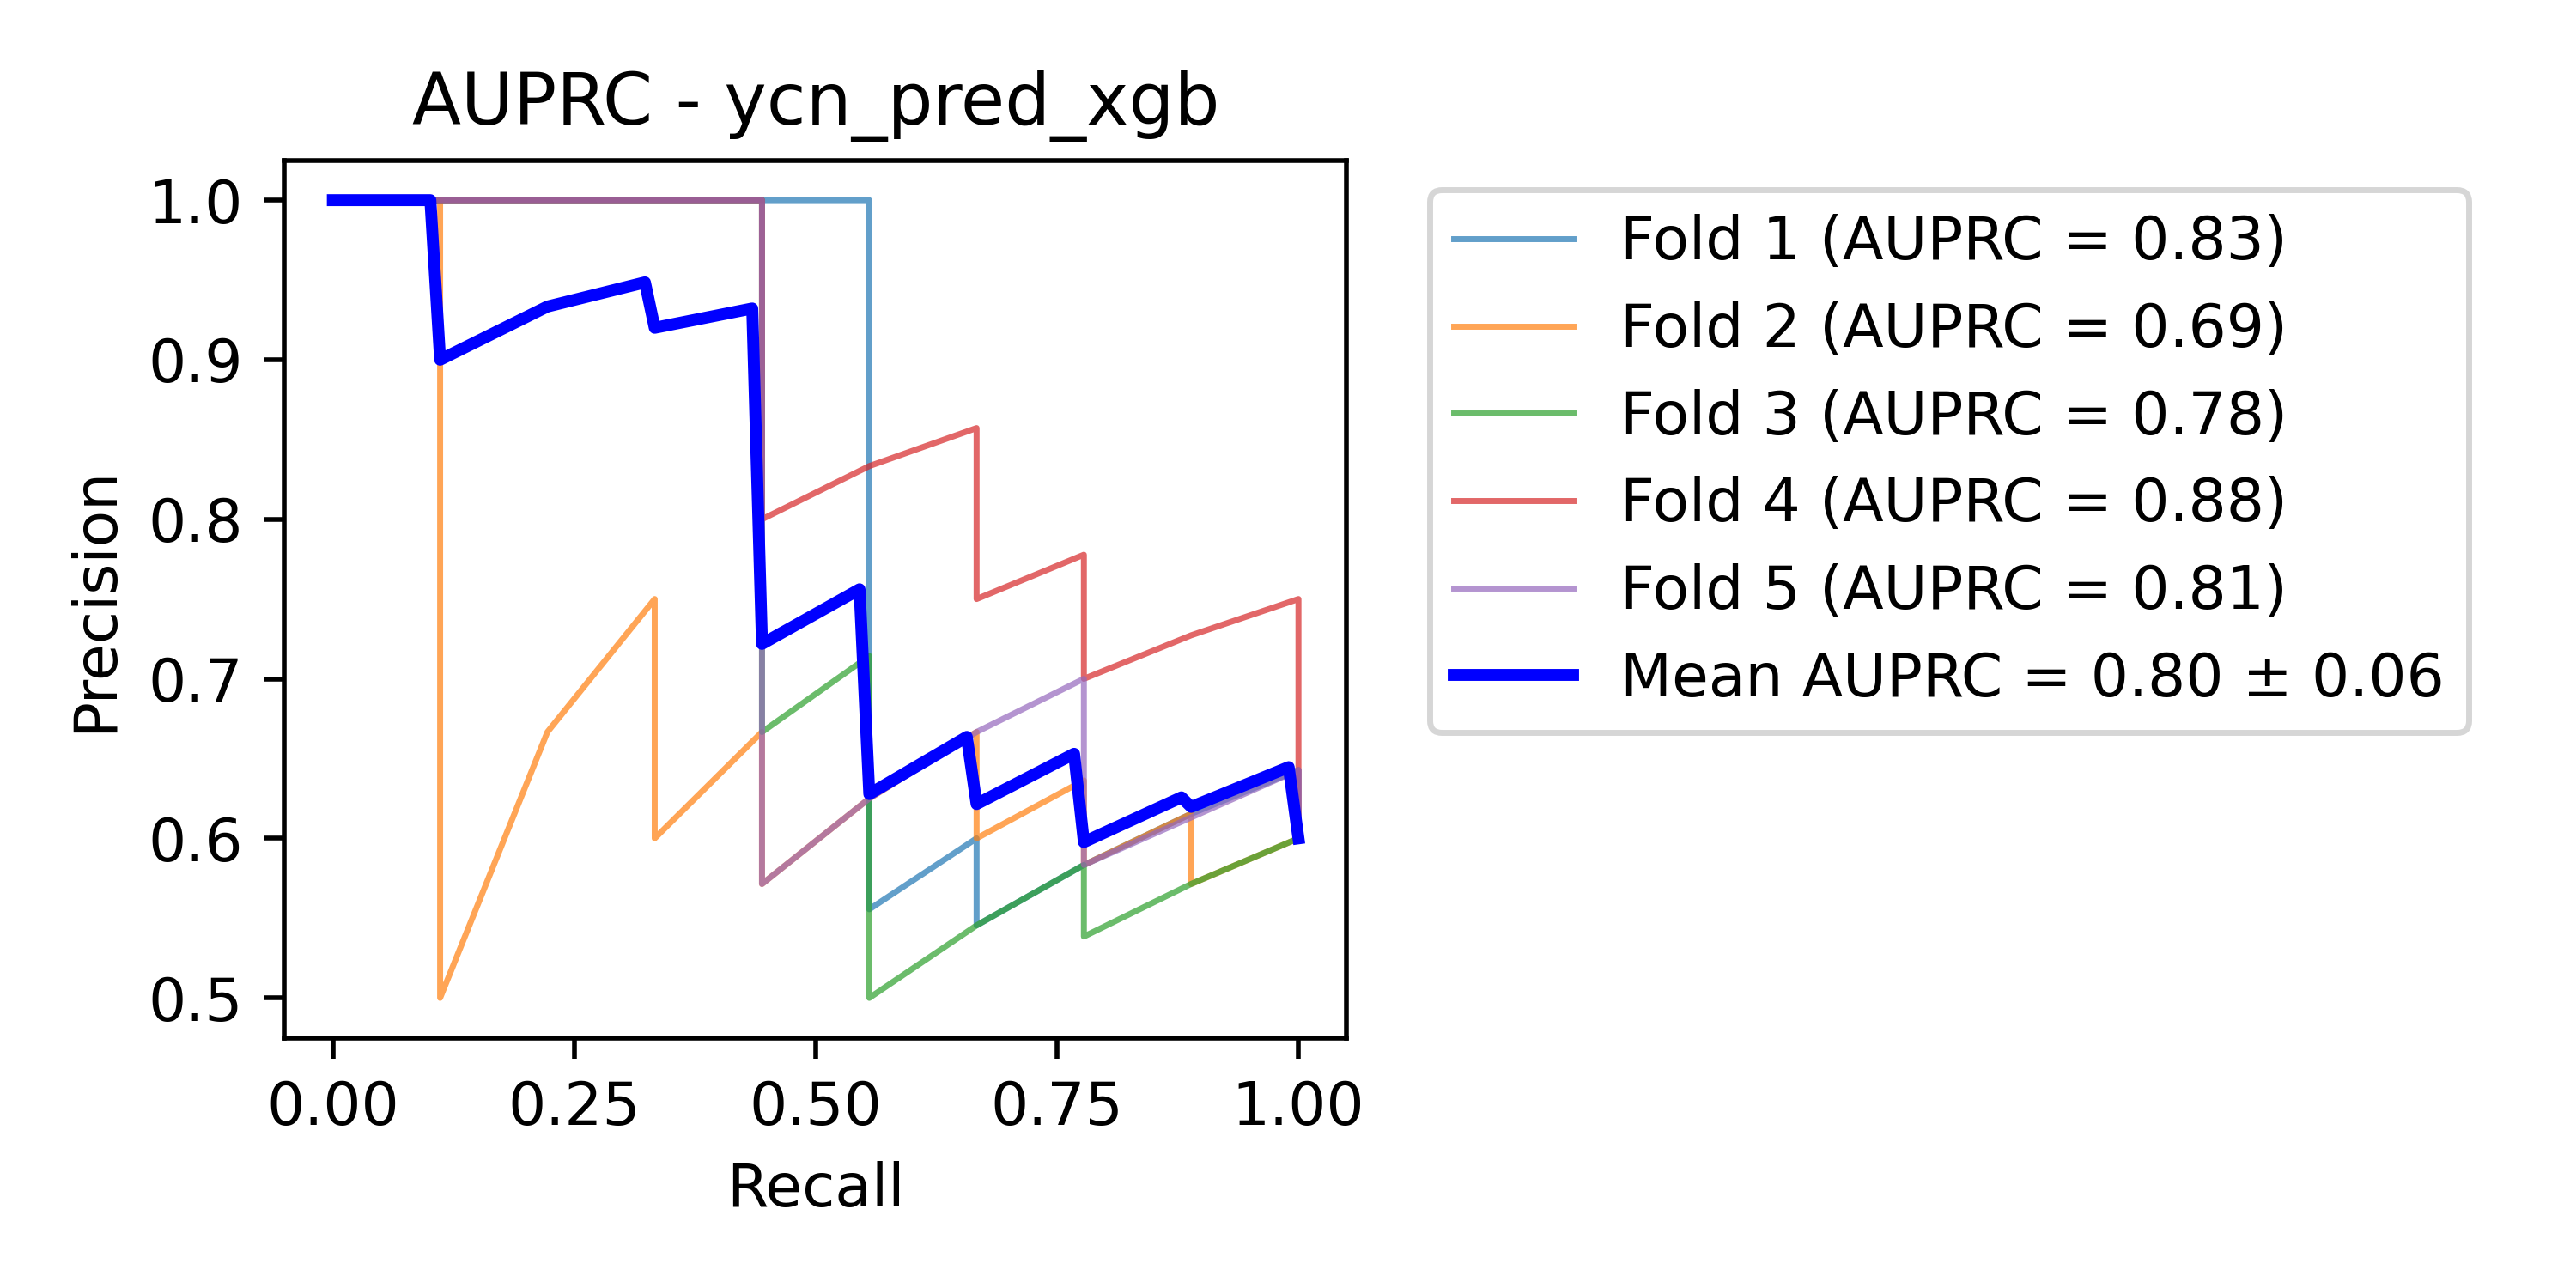 AUPRC - ycn_pred_xgb
1.0
0.9
0.8
0.7
0.6
0.5
Precision
0.00 0.25 0.50 0.75 1.00
Recall
Fold 1 (AUPRC = 0.83)
Fold 2 (AUPRC = 0.69)
Fold 3 (AUPRC = 0.78)
Fold 4 (AUPRC = 0.88)
Fold 5 (AUPRC = 0.81)
Mean AUPRC = 0.80 ± 0.06